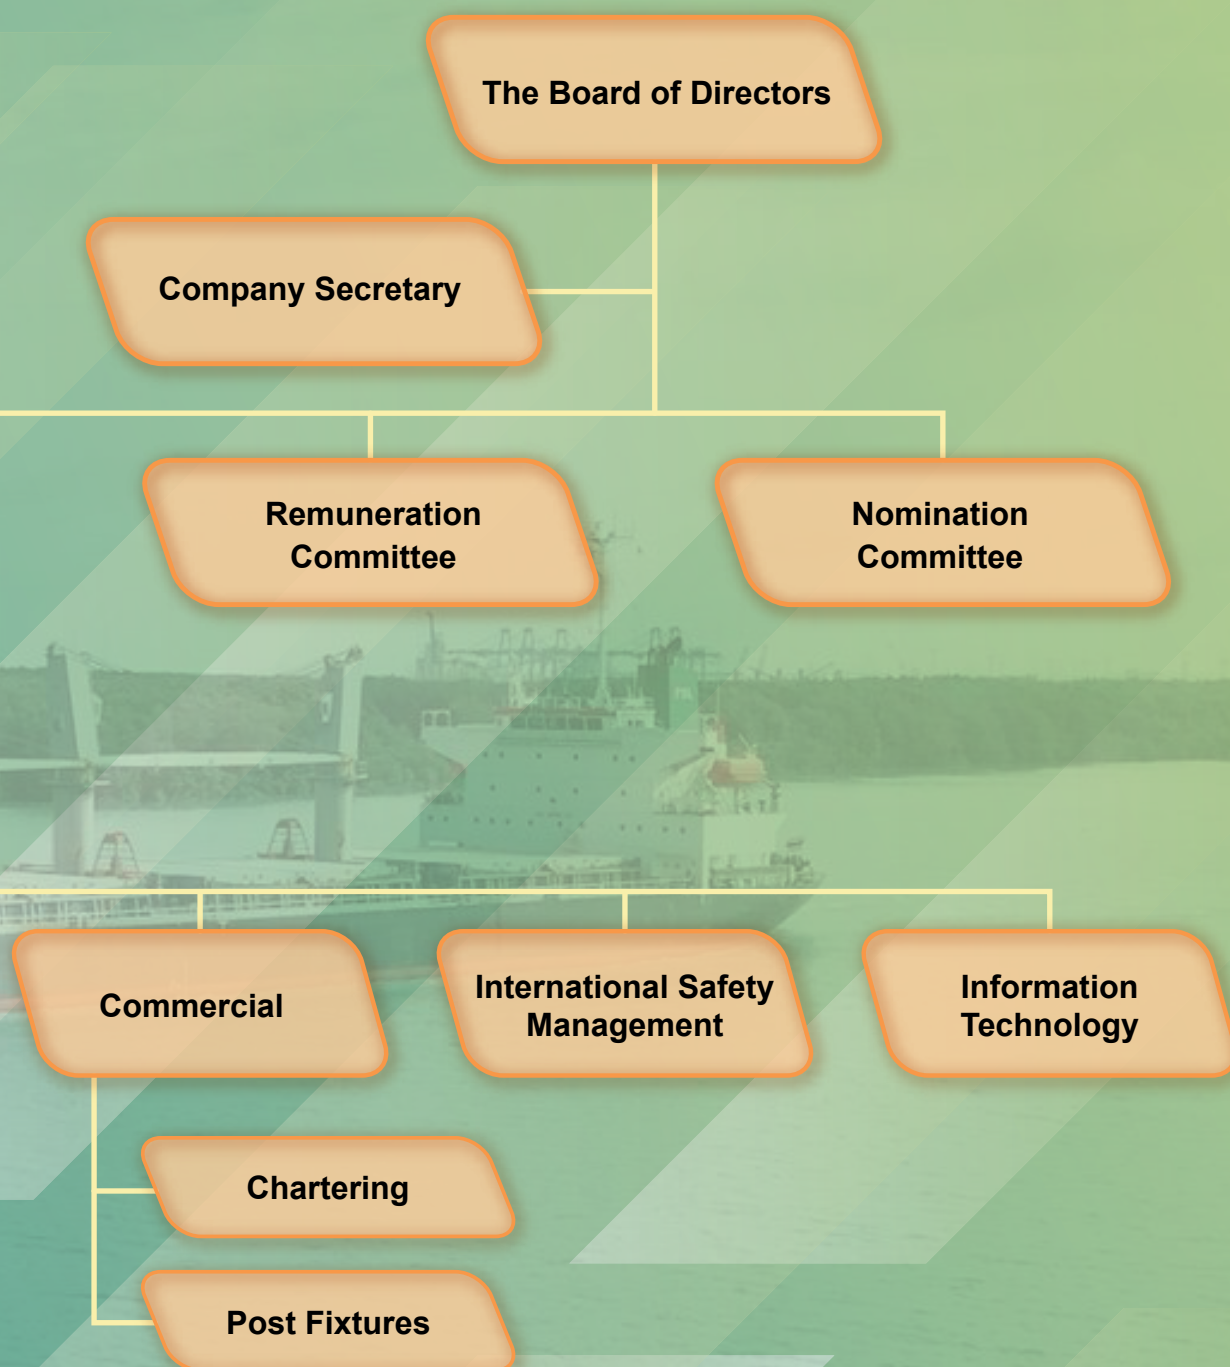 The Board of Directors
Company Secretary
Remuneration
Committee
Nomination
Committee
Commercial
International Safety
Management
Information
Technology
Chartering
Post Fixtures